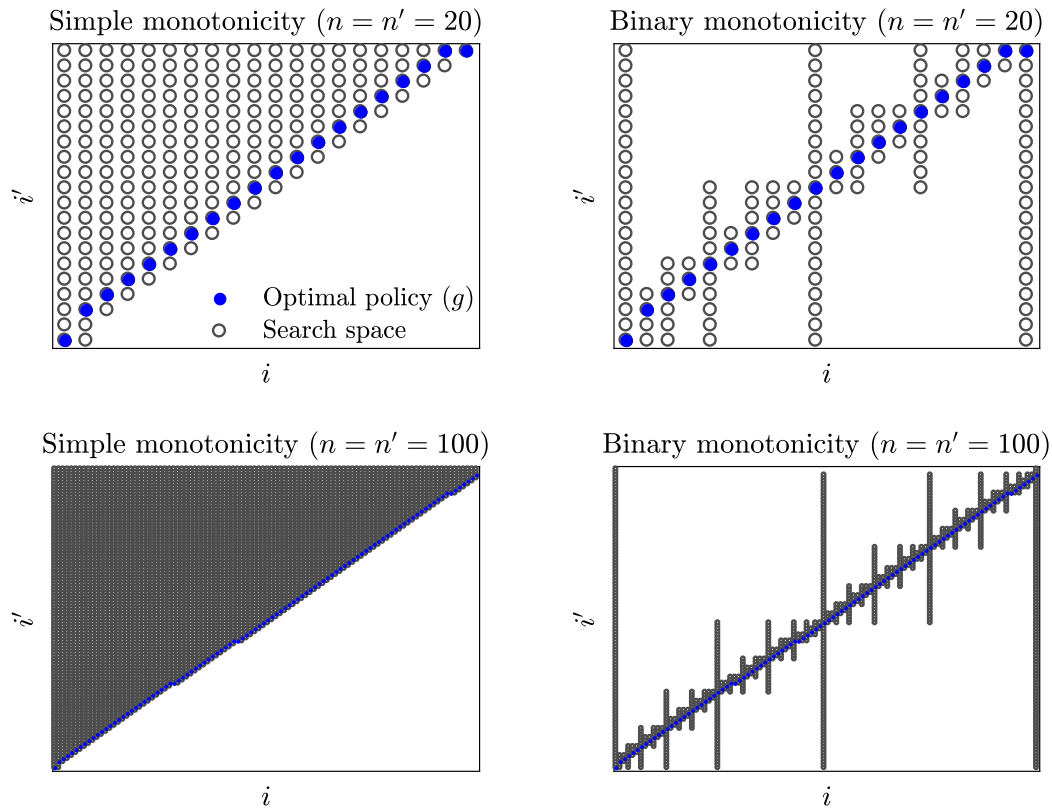 Simple monotonicity (n = n′ = 20)
Binary monotonicity (n = n′ = 20)
i′
Optimal policy (g)
Search space
i
i′
i
Simple monotonicity (n = n′ = 100)
Binary monotonicity (n = n′ = 100)
i′
i
i′
i